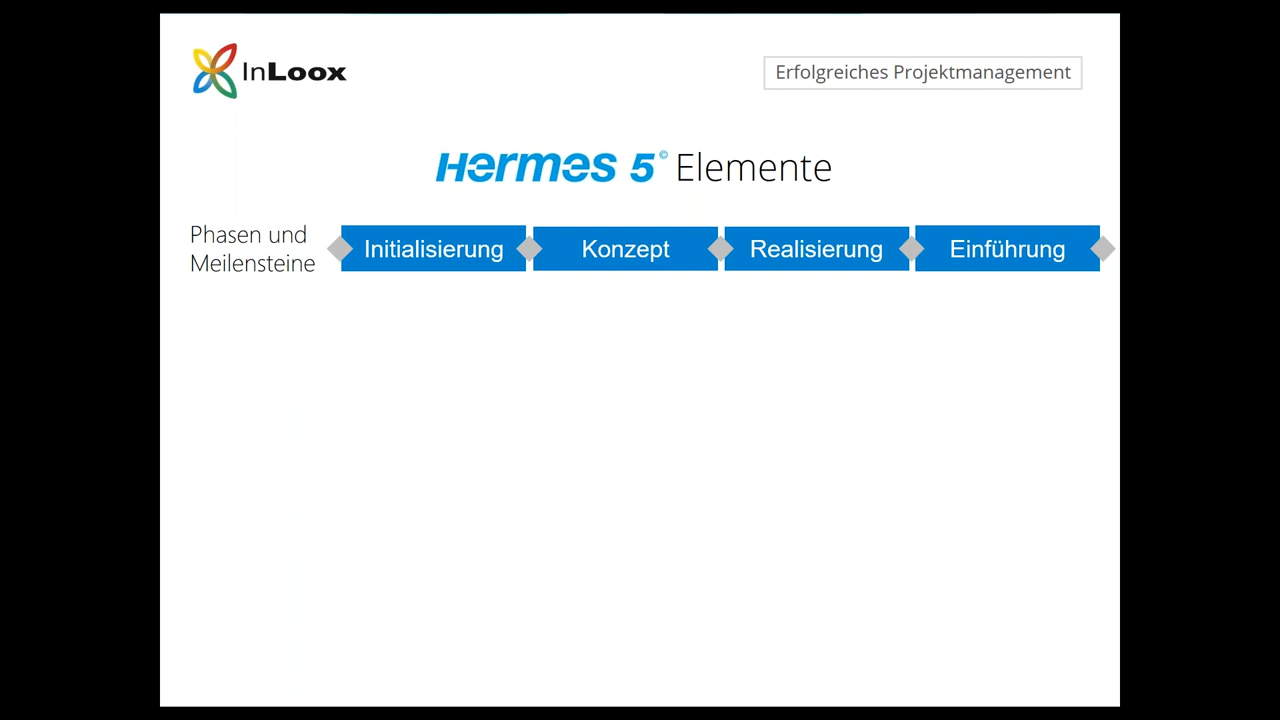 InLoox
Erfolgreiches Projektmanagement
Hermes 5© Elemente
Phasen und
Meilensteine
Initialisierung
Konzept
Realisierung
Einführung